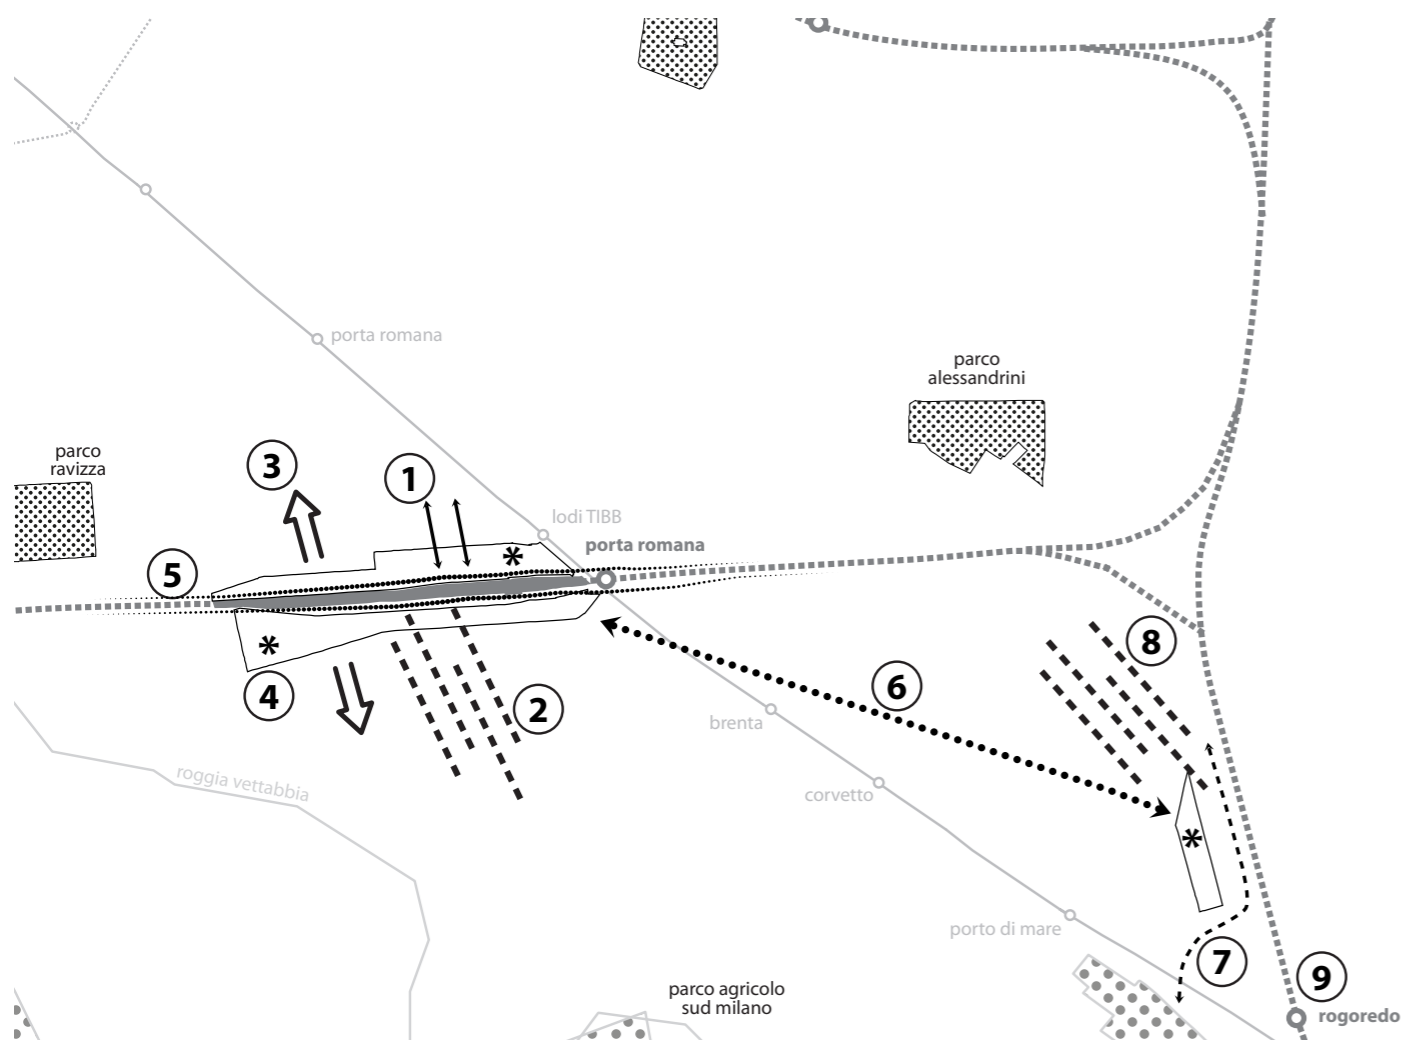 porta romana
parco
alessandrini
parco
ravizza
3
1
lodi TIBB
porta romana
5
*
*
8
6
4
2
brenta
roggia vettabbia
corvetto
*
porto di mare
7
9
parco agricolo
sud milano
rogoredo